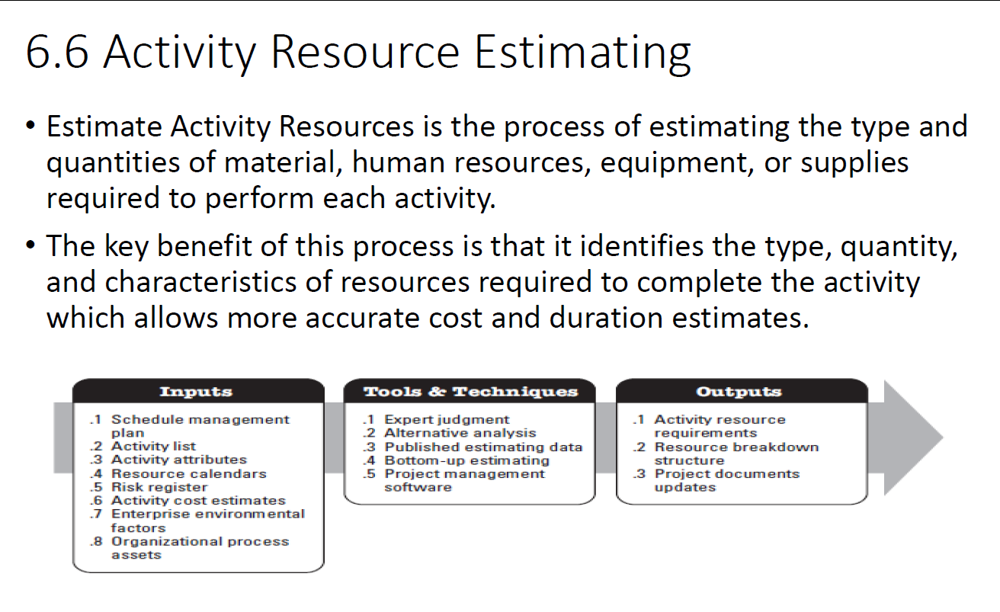 6.6 Activity Resource Estimating
• Estimate Activity Resources is the process of estimating the type and
quantities of material, human resources, equipment, or supplies
required to perform each activity.
• The key benefit of this process is that it identifies the type, quantity,
and characteristics of resources required to complete the activity
which allows more accurate cost and duration estimates.
Inputs
.1 Schedule management
plan
.2 Activity list
.3 Activity attributes
.4 Resource calendars
.5 Risk register
.6 Activity cost estimates
.7 Enterprise environmental
factors
.8 Organizational process
assets
Tools & Techniques
.1 Expert judgment
.2 Alternative analysis
.3 Published estimating data
.4 Bottom-up estimating
.5 Project management
software
Outputs
.1 Activity resource
requirements
.2 Resource breakdown
structure
.3 Project documents
updates